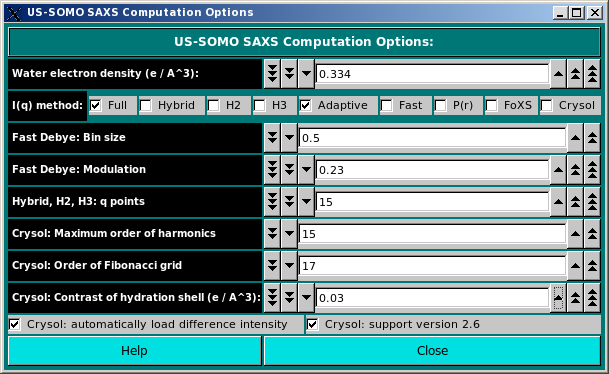 US-SOMO SAXS Computation Options
US-SOMO SAXS Computation Options:
Water electron density (e / A^3): 0.334
I(q) method: Full Hybrid H2 H3 Adaptive Fast P(r) FoXS Crysol
Fast Debye: Bin size 0.5
Fast Debye: Modulation 0.23
Hybrid, H2, H3: q points 15
Crysol: Maximum order of harmonics 15
Crysol: Order of Fibonacci grid 17
Crysol: Contrast of hydration shell (e / A^3): 0.03
Crysol: automatically load difference intensity Crysol: support version 2.6
Help Close